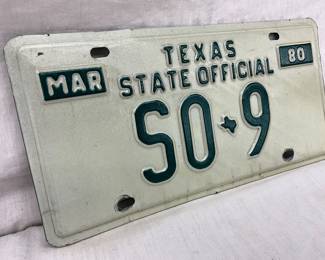 TEXAS
MAR STATE OFFICIAL 80
SO 9